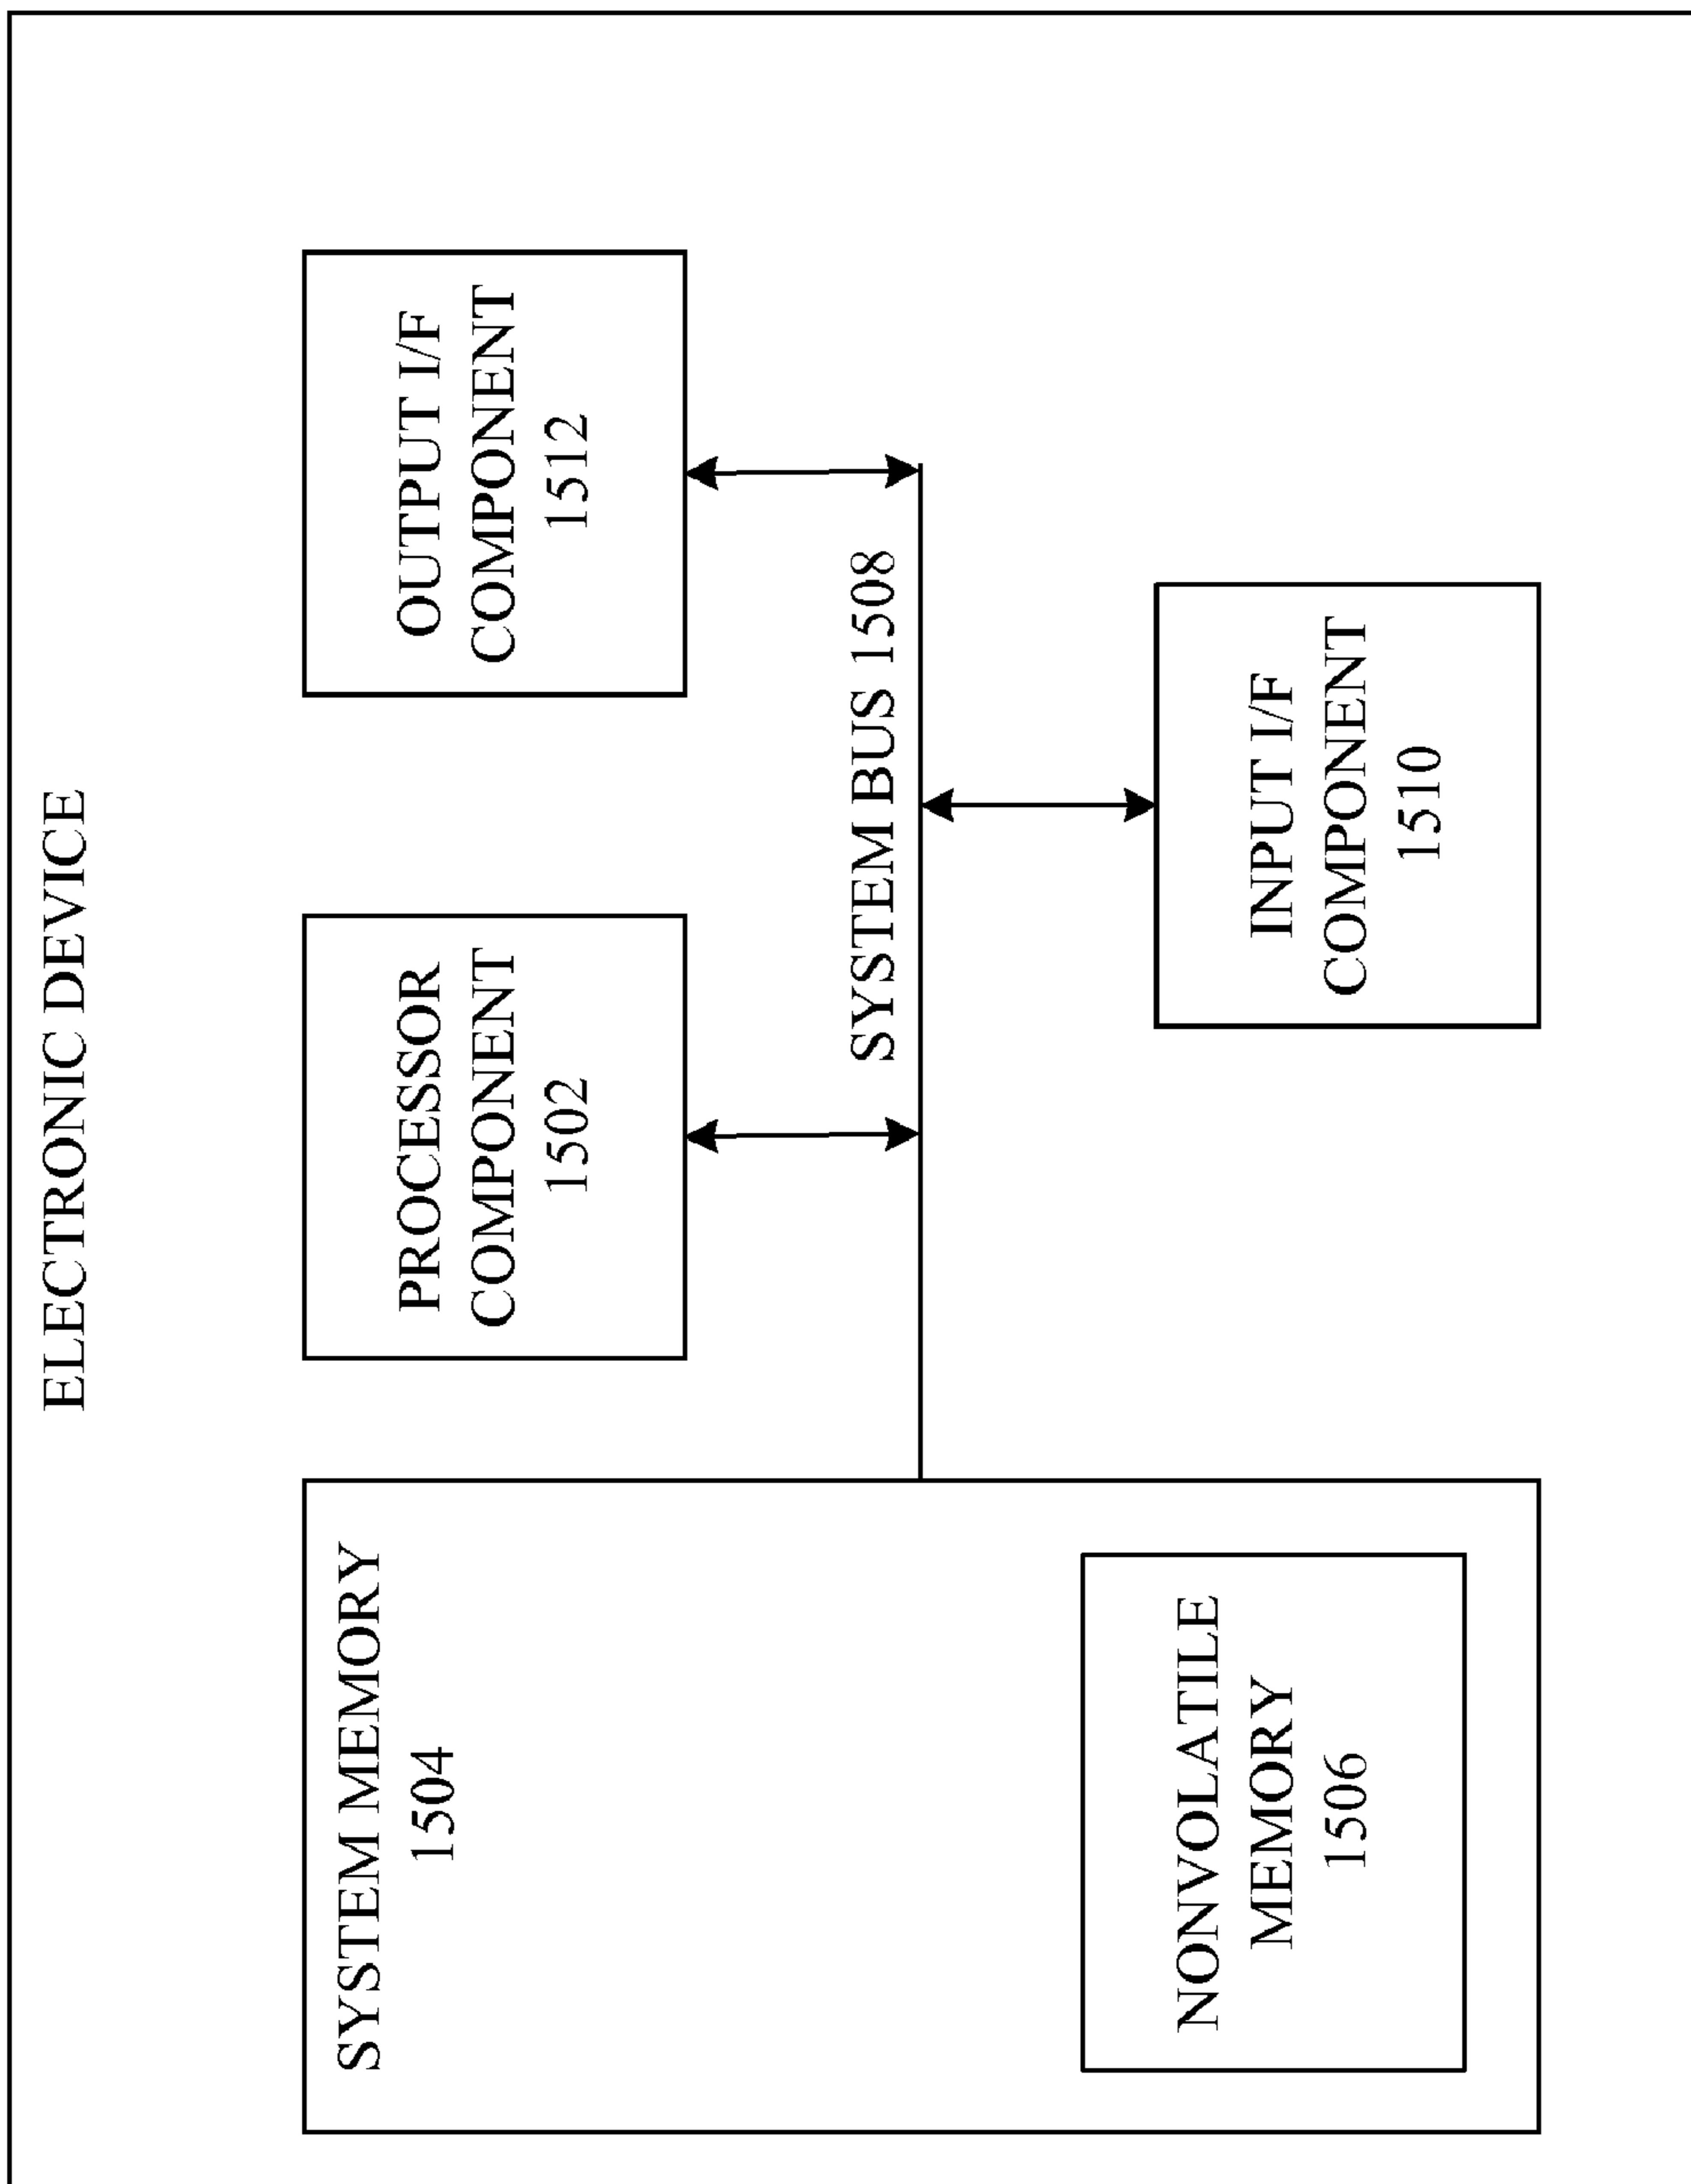 ELECTRONIC DEVICE
SYSTEM MEMORY
1504
NONVOLATILE
MEMORY
1506
PROCESSOR
COMPONENT
1502
OUTPUT I/F
COMPONENT
1512
SYSTEM BUS 1508
INPUT I/F
COMPONENT
1510